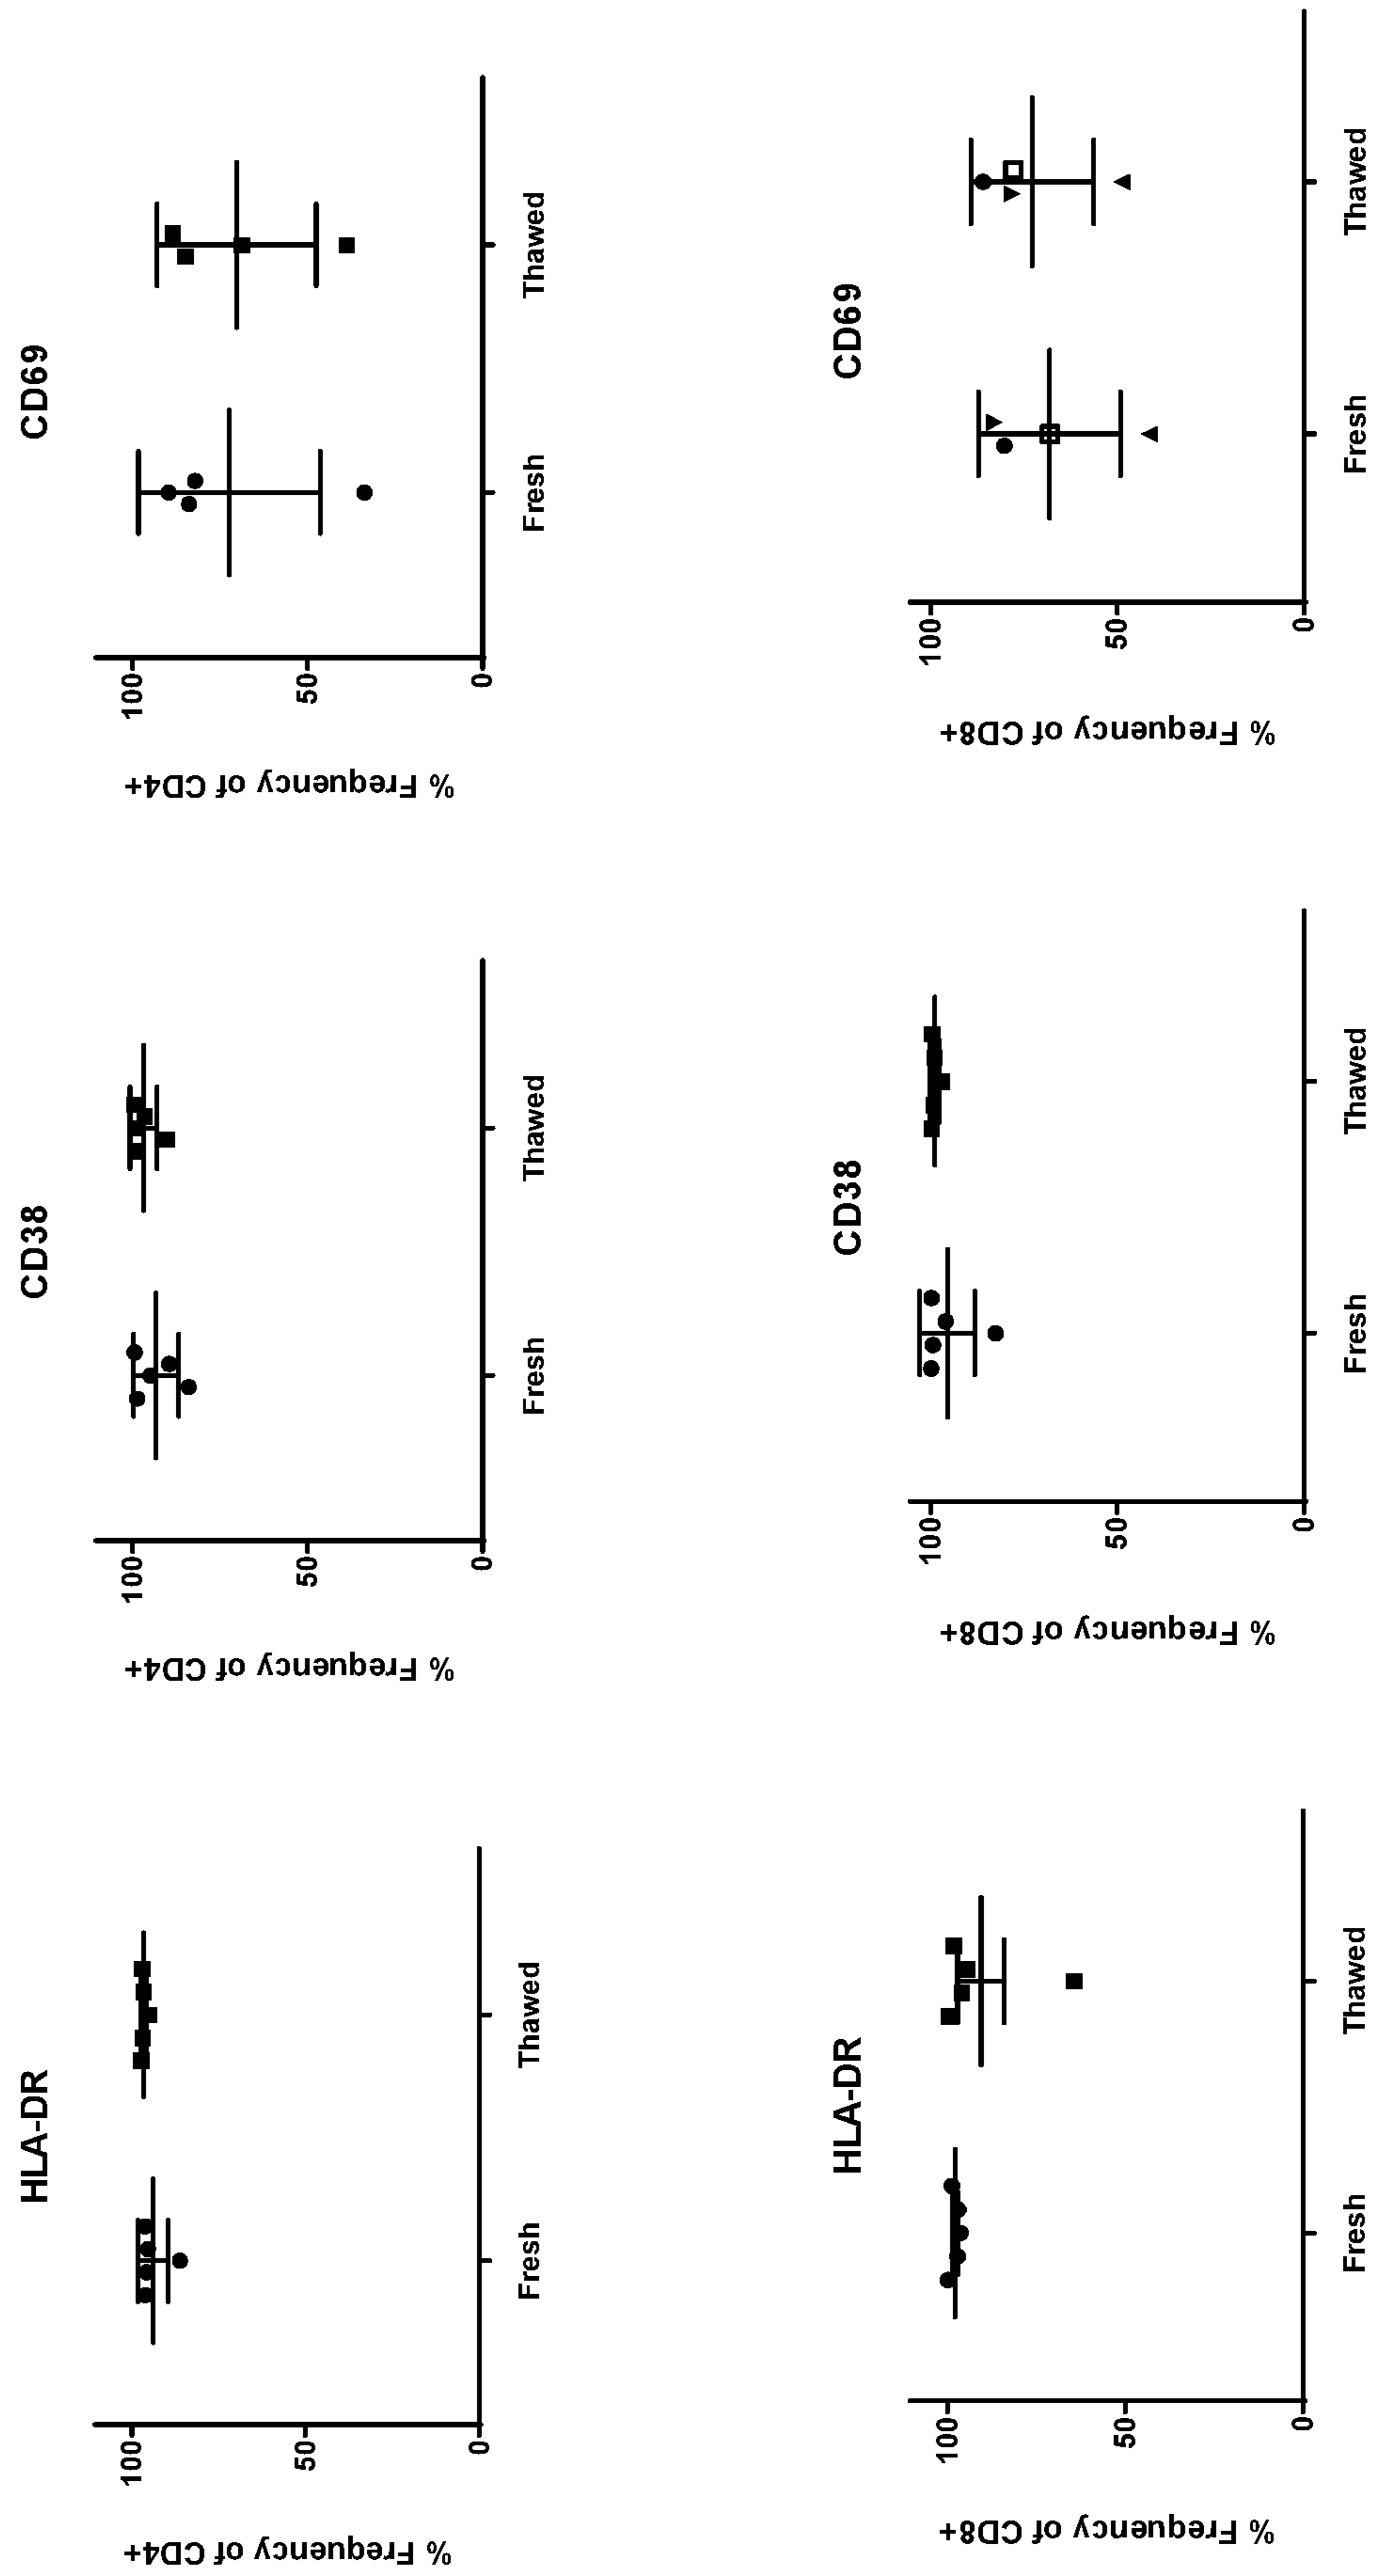 HLA-DR
% Frequency of CD4+
100
50
0
Fresh
Thawed
CD38
% Frequency of CD4+
100
50
0
Fresh
Thawed
CD69
% Frequency of CD4+
100
50
0
Fresh
Thawed
HLA-DR
% Frequency of CD8+
100
50
0
Fresh
Thawed
CD38
% Frequency of CD8+
100
50
0
Fresh
Thawed
CD69
% Frequency of CD8+
100
50
0
Fresh
Thawed